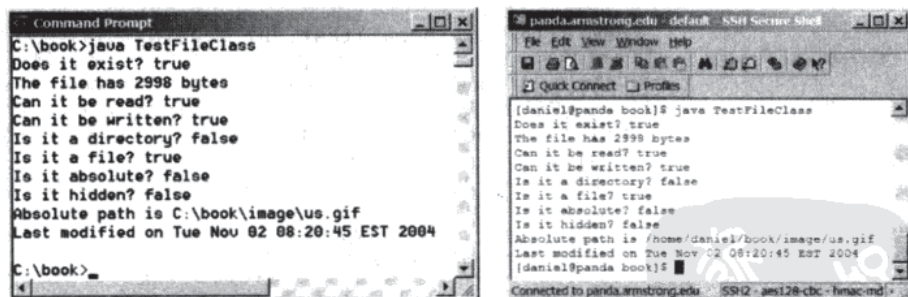 Command Prompt
C:\book>java TestFileClass
Does it exist? true
The file has 2998 bytes
Can it be read? true
Can it be written? true
Is it a directory? false
Is it a file? true
Is it absolute? false
Is it hidden? false
Absolute path is C:\book\image\us.gif
Last modified on Tue Nov 02 08:20:45 EST 2004
C:\book>
panda.armstrong.edu - default - SSH Secure Shell
File Edit View Window Help
Quick Connect Profiles
[daniel@panda book]$ java TestFileClass
Does it exist? true
The file has 2998 bytes
Can it be read? true
Can it be written? true
Is it a directory? false
Is it a file? true
Is it absolute? false
Is it hidden? false
Absolute path is /home/daniel/book/image/us.gif
Last modified on Tue Nov 02 08:20:45 EST 2004
[daniel@panda book]$
Connected to panda.armstrong.edu SSH2 - aes128-cbc - hmac-md